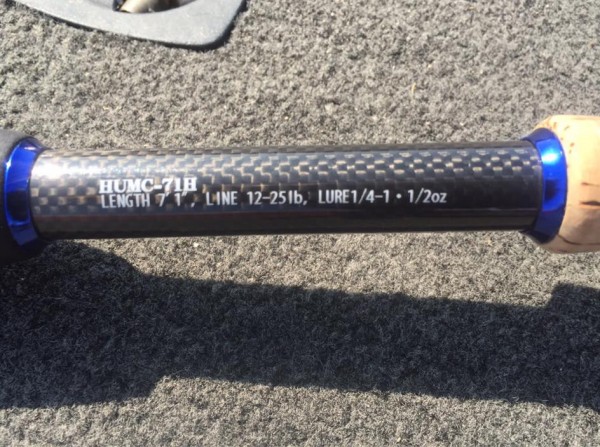 HUMC-71H
LENGTH 7'1", LINE 12-25lb, LURE1/4-1・1/2oz